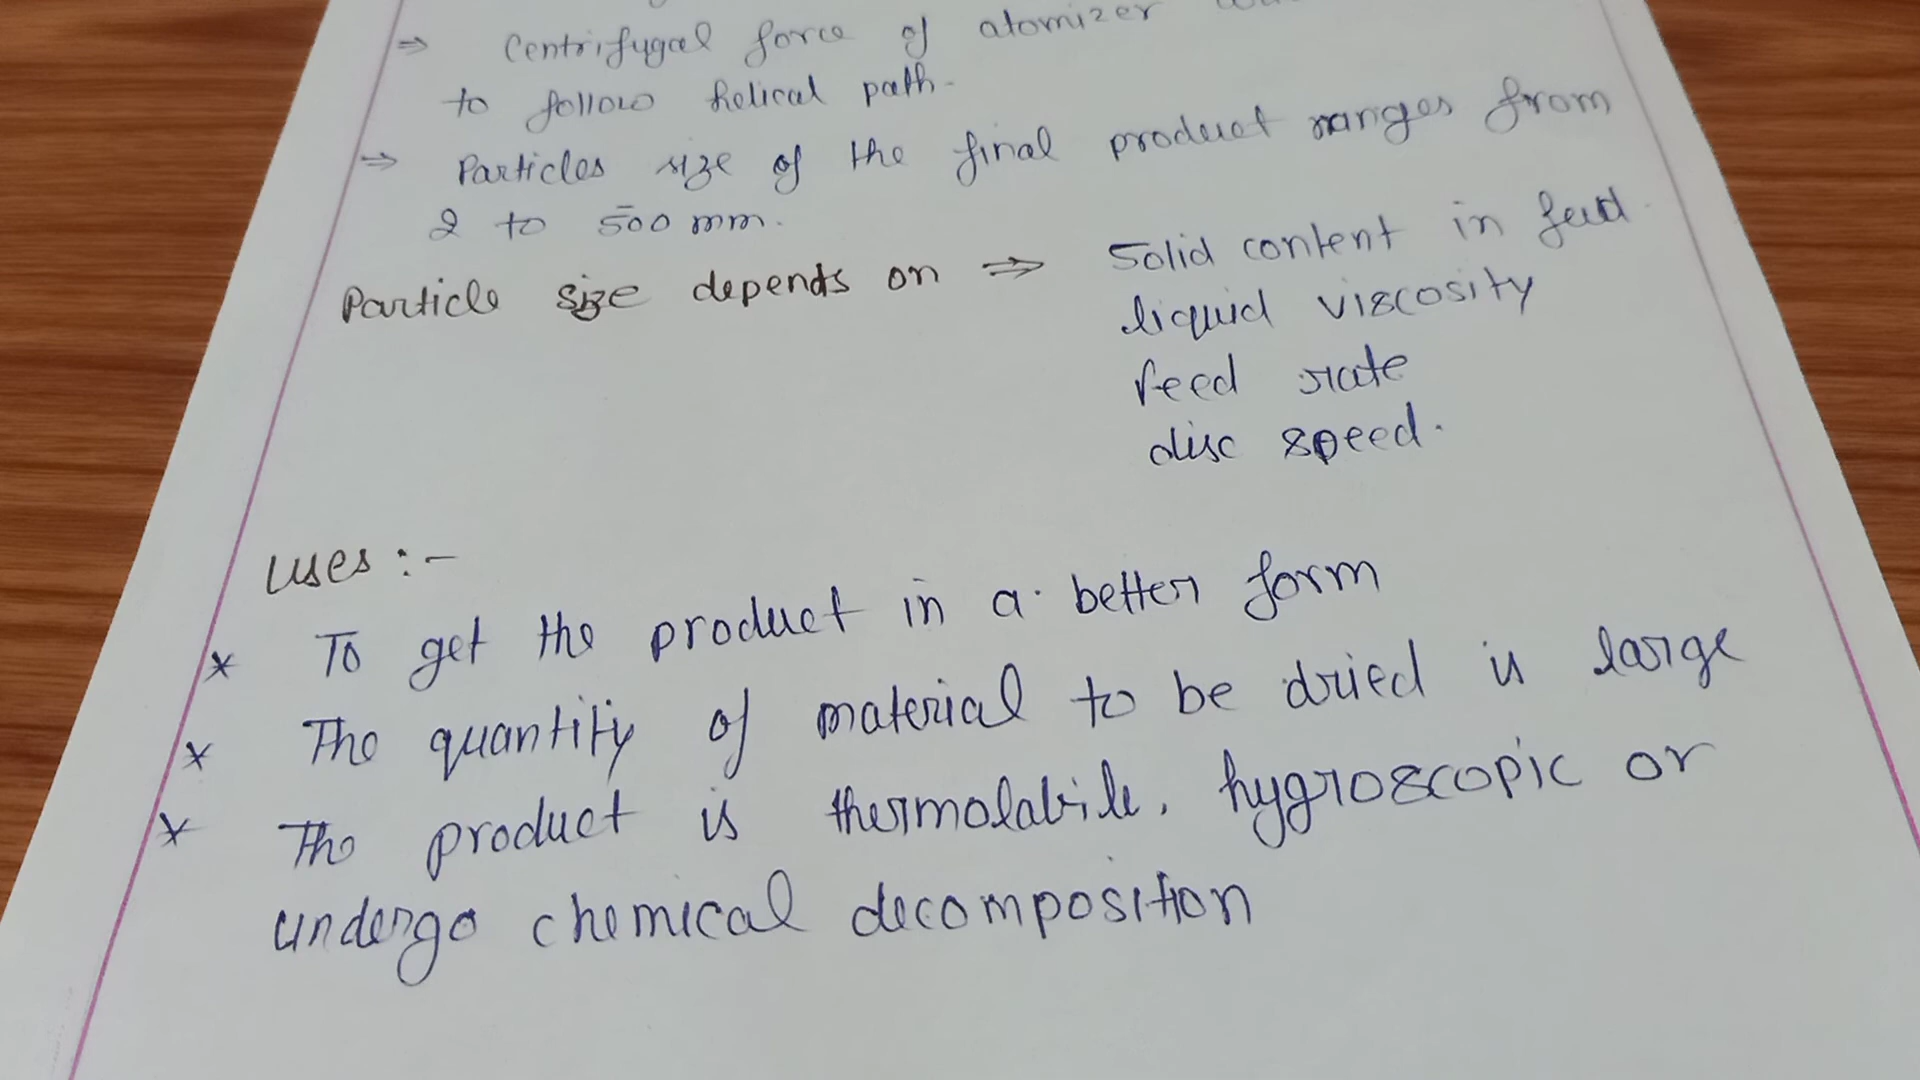 ⇒ Centrifugal force of atomizer
to follow helical path.
⇒ Particles size of the final product ranges from
2 to 500 mm.
Particle size depends on ⇒ Solid content in feed
liquid viscosity
feed rate
disc speed.
Uses :-
* To get the product in a better form
* The quantity of material to be dried is large
* The product is thermolabile, hygroscopic or
undergo chemical decomposition